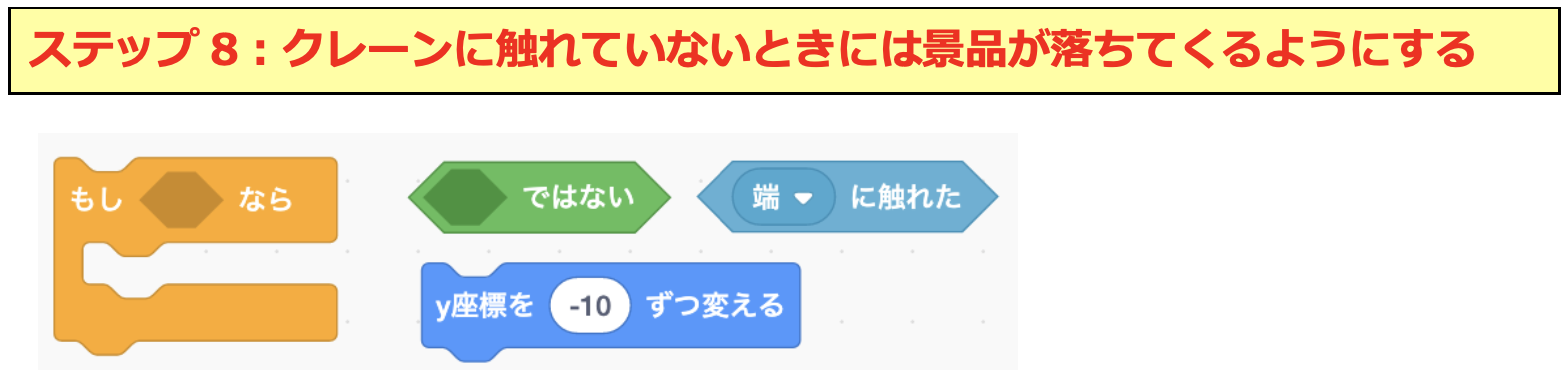 ステップ 8：クレーンに触れていないときには景品が落ちてくるようにする
もし なら
ではない
端 に触れた
y座標を -10 ずつ変える